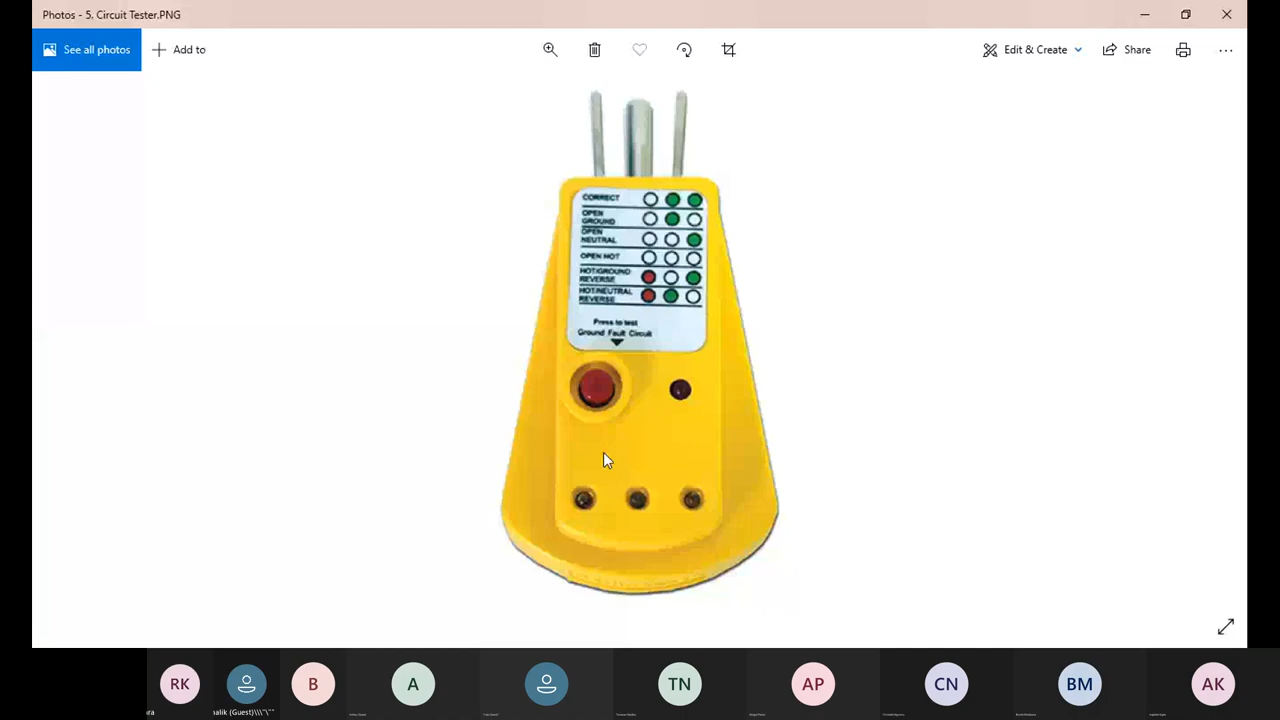 Photos - 5. Circuit Tester.PNG
See all photos
Add to
Edit & Create
Share
CORRECT
OPEN
GROUND
OPEN
NEUTRAL
OPEN HOT
HOT/GROUND
REVERSE
HOT/NEUTRAL
REVERSE
Press to test
Ground Fault Circuit
RK
B
A
TN
AP
CN
BM
AK